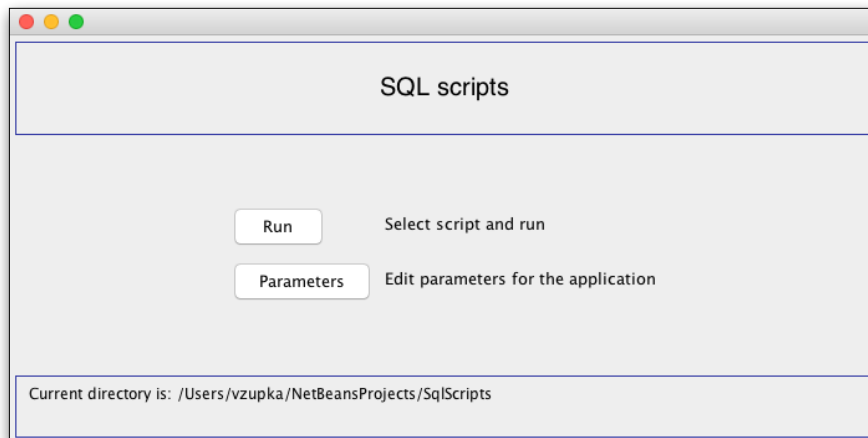 SQL scripts
Run Select script and run
Parameters Edit parameters for the application
Current directory is: /Users/vzupka/NetBeansProjects/SqlScripts